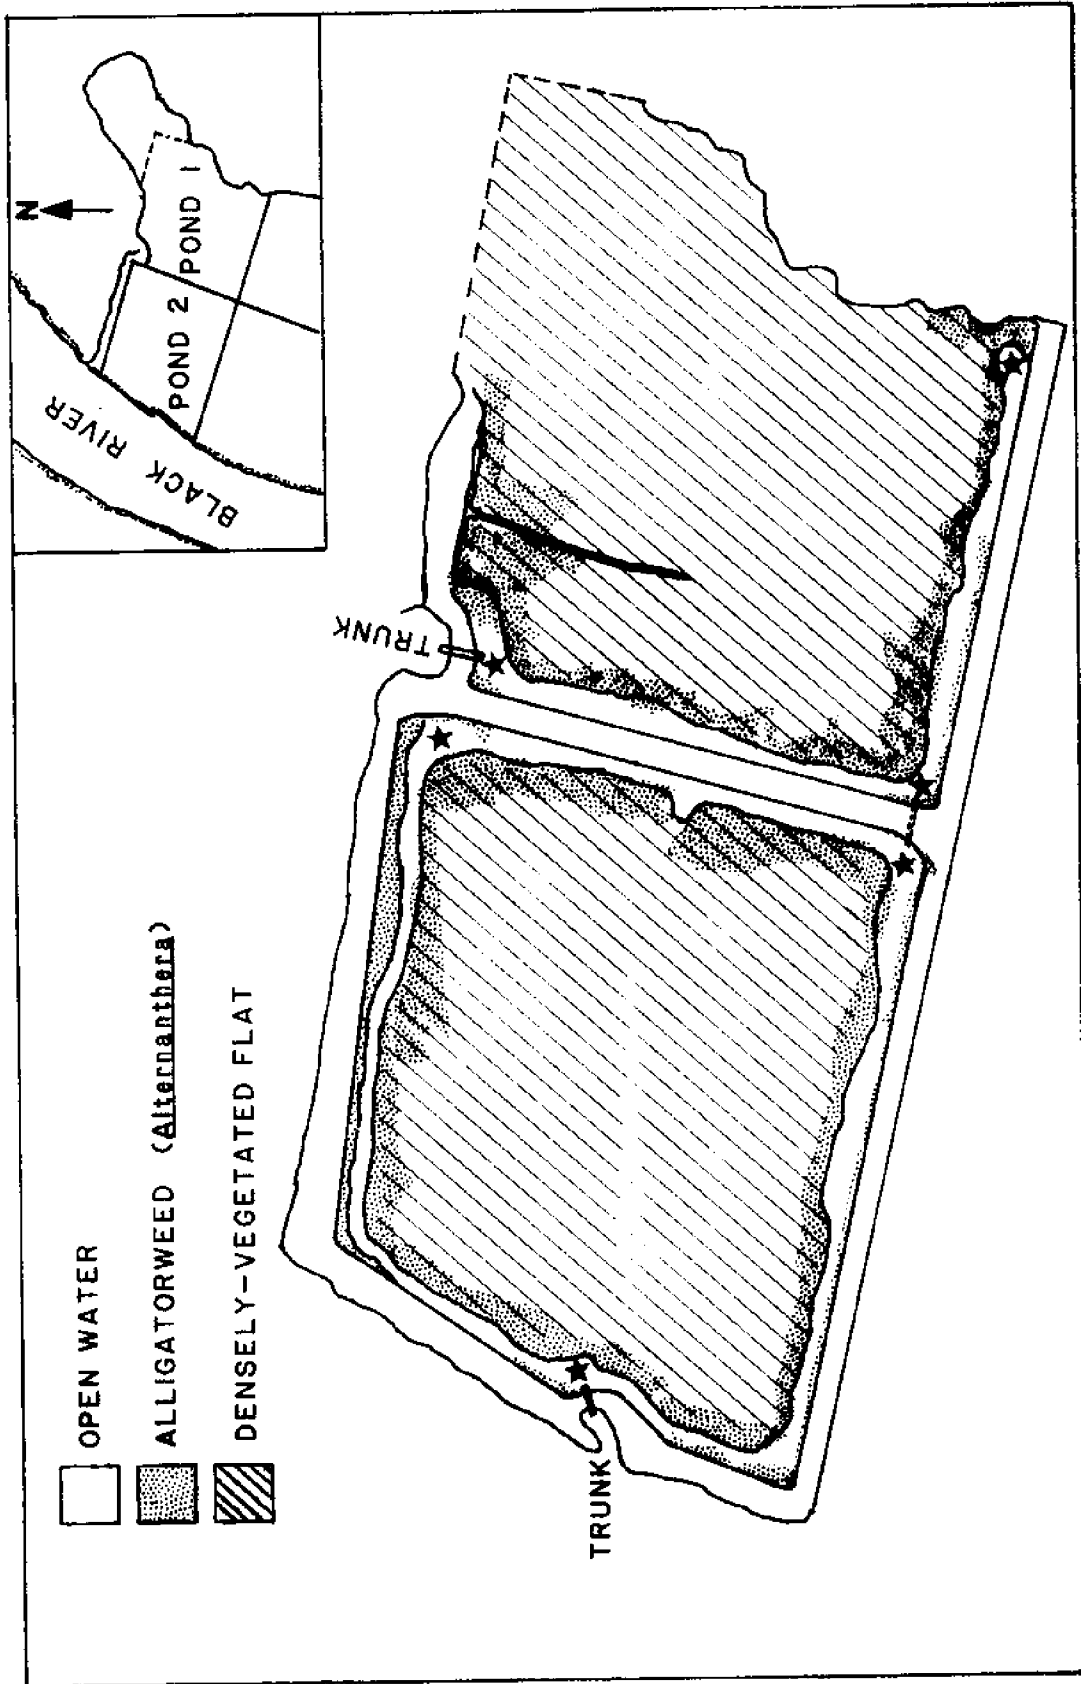 OPEN WATER
ALLIGATORWEED (Alternanthera)
DENSELY-VEGETATED FLAT
N
BLACK RIVER
POND 2
POND 1
TRUNK
TRUNK